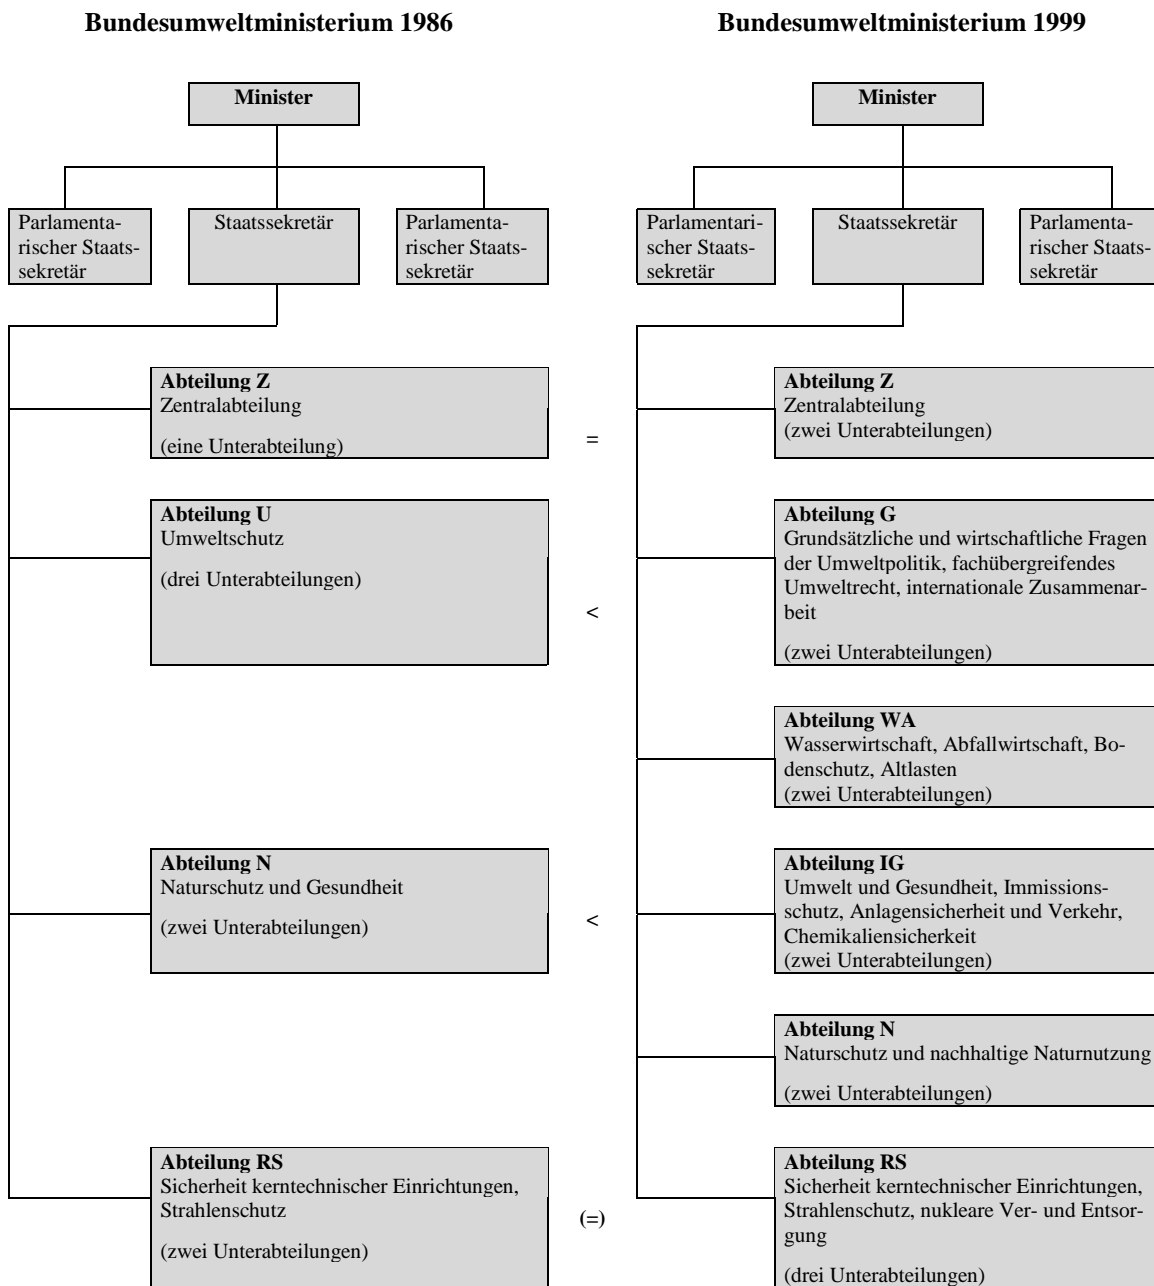 Bundesumweltministerium 1986
Minister
Parlamenta-
rischer Staats-
sekretär
Staatssekretär
Parlamenta-
rischer Staats-
sekretär
Abteilung Z
Zentralabteilung
(eine Unterabteilung)
Abteilung U
Umweltschutz
(drei Unterabteilungen)
Abteilung N
Naturschutz und Gesundheit
(zwei Unterabteilungen)
Abteilung RS
Sicherheit kerntechnischer Einrichtungen,
Strahlenschutz
(zwei Unterabteilungen)
=
<
<
(=)
Bundesumweltministerium 1999
Minister
Parlamentari-
scher Staats-
sekretär
Staatssekretär
Parlamenta-
rischer Staats-
sekretär
Abteilung Z
Zentralabteilung
(zwei Unterabteilungen)
Abteilung G
Grundsätzliche und wirtschaftliche Fragen
der Umweltpolitik, fachübergreifendes
Umweltrecht, internationale Zusammenar-
beit
(zwei Unterabteilungen)
Abteilung WA
Wasserwirtschaft, Abfallwirtschaft, Bo-
denschutz, Altlasten
(zwei Unterabteilungen)
Abteilung IG
Umwelt und Gesundheit, Immissions-
schutz, Anlagensicherheit und Verkehr,
Chemikaliensicherkeit
(zwei Unterabteilungen)
Abteilung N
Naturschutz und nachhaltige Naturnutzung
(zwei Unterabteilungen)
Abteilung RS
Sicherheit kerntechnischer Einrichtungen,
Strahlenschutz, nukleare Ver- und Entsor-
gung
(drei Unterabteilungen)